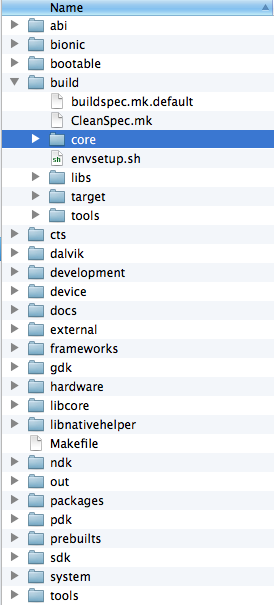 Name
abi
bionic
bootable
build
buildspec.mk.default
CleanSpec.mk
core
sh envsetup.sh
libs
target
tools
cts
dalvik
development
device
docs
external
frameworks
gdk
hardware
libcore
libnativehelper
Makefile
ndk
out
packages
pdk
prebuilts
sdk
system
tools